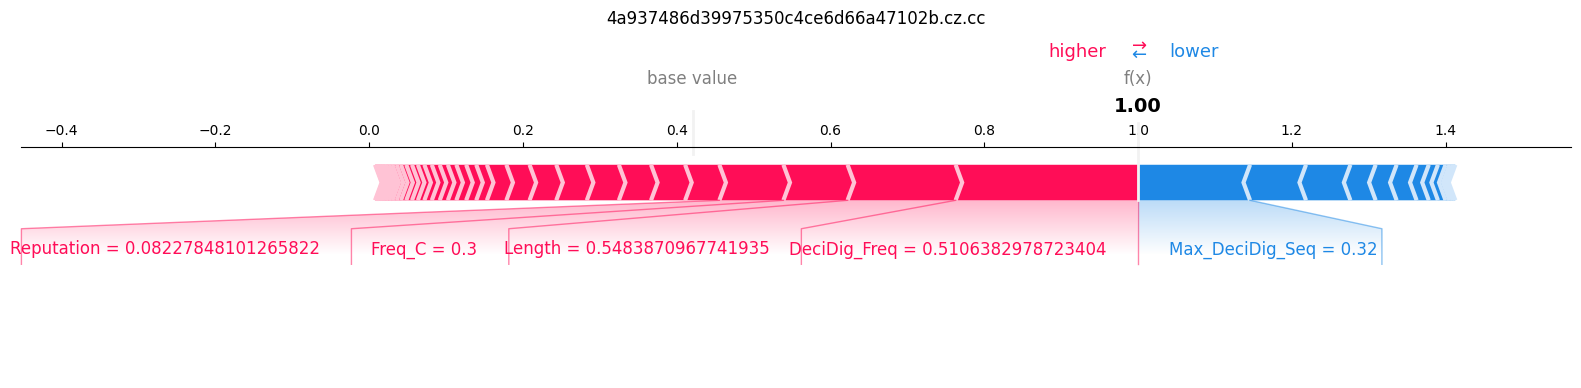 4a937486d39975350c4ce6d66a47102b.cz.cc
higher ⇄ lower
base value f(x)
1.00
−0.4 −0.2 0.0 0.2 0.4 0.6 0.8 1.0 1.2 1.4
Reputation = 0.08227848101265822 Freq_C = 0.3 Length = 0.5483870967741935 DeciDig_Freq = 0.5106382978723404 Max_DeciDig_Seq = 0.32